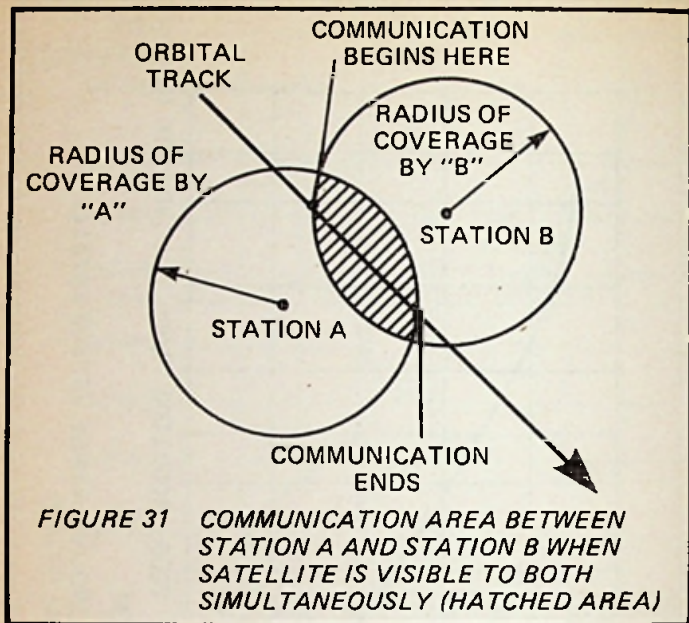 COMMUNICATION
BEGINS HERE
ORBITAL
TRACK
RADIUS OF
COVERAGE
BY "B"
RADIUS OF
COVERAGE BY
"A"
STATION B
STATION A
COMMUNICATION
ENDS
FIGURE 31 COMMUNICATION AREA BETWEEN
STATION A AND STATION B WHEN
SATELLITE IS VISIBLE TO BOTH
SIMULTANEOUSLY (HATCHED AREA)